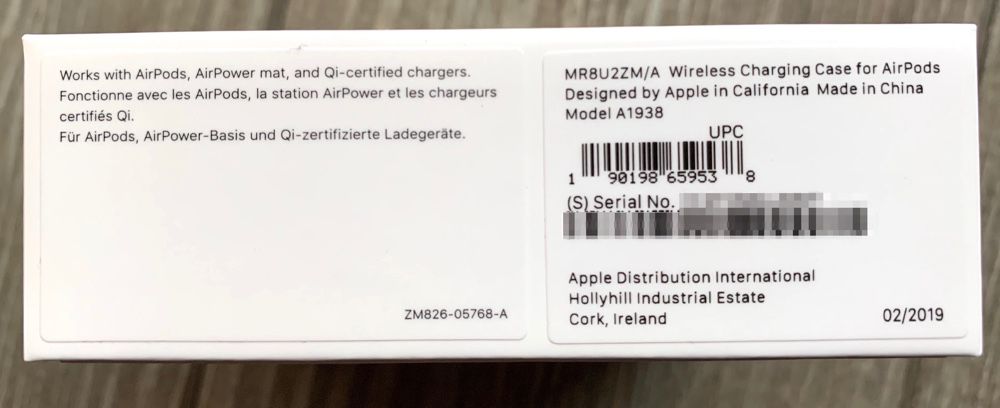 Works with AirPods, AirPower mat, and Qi-certified chargers.
Fonctionne avec les AirPods, la station AirPower et les chargeurs
certifiés Qi.
Für AirPods, AirPower-Basis und Qi-zertifizierte Ladegeräte.
ZM826-05768-A
MR8U2ZM/A Wireless Charging Case for AirPods
Designed by Apple in California Made in China
Model A1938
UPC
1 90198 65953 8
(S) Serial No.
Apple Distribution International
Hollyhill Industrial Estate
Cork, Ireland
02/2019